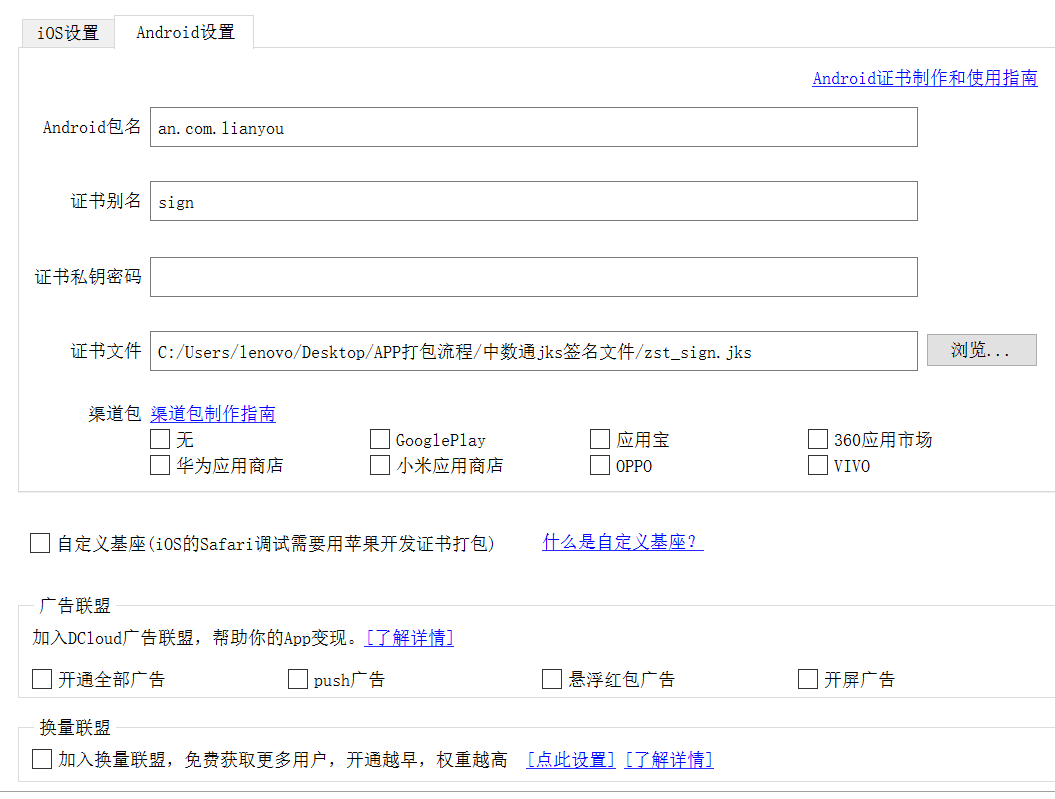 iOS设置 Android设置
Android证书制作和使用指南
Android包名 an.com.lianyou
证书别名 sign
证书私钥密码
证书文件 C:/Users/lenovo/Desktop/APP打包流程/中数通jks签名文件/zst_sign.jks 浏览...
渠道包 渠道包制作指南
无 GooglePlay 应用宝 360应用市场
华为应用商店 小米应用商店 OPPO VIVO
自定义基座(iOS的Safari调试需要用苹果开发证书打包) 什么是自定义基座？
广告联盟
加入DCloud广告联盟，帮助你的App变现。[了解详情]
开通全部广告 push广告 悬浮红包广告 开屏广告
换量联盟
加入换量联盟，免费获取更多用户，开通越早，权重越高 [点此设置] [了解详情]